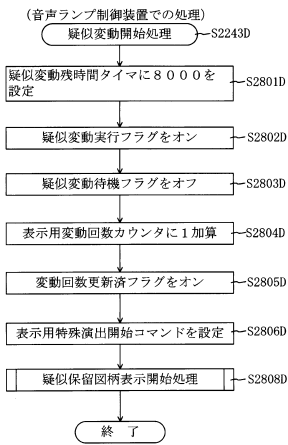 (音声ランプ制御装置での処理)
疑似変動開始処理
S2243D
疑似変動残時間タイマに8000を
設定
S2801D
疑似変動実行フラグをオン
S2802D
疑似変動待機フラグをオフ
S2803D
表示用変動回数カウンタに1加算
S2804D
変動回数更新済フラグをオン
S2805D
表示用特殊演出開始コマンドを設定
S2806D
疑似保留図柄表示開始処理
S2808D
終 了